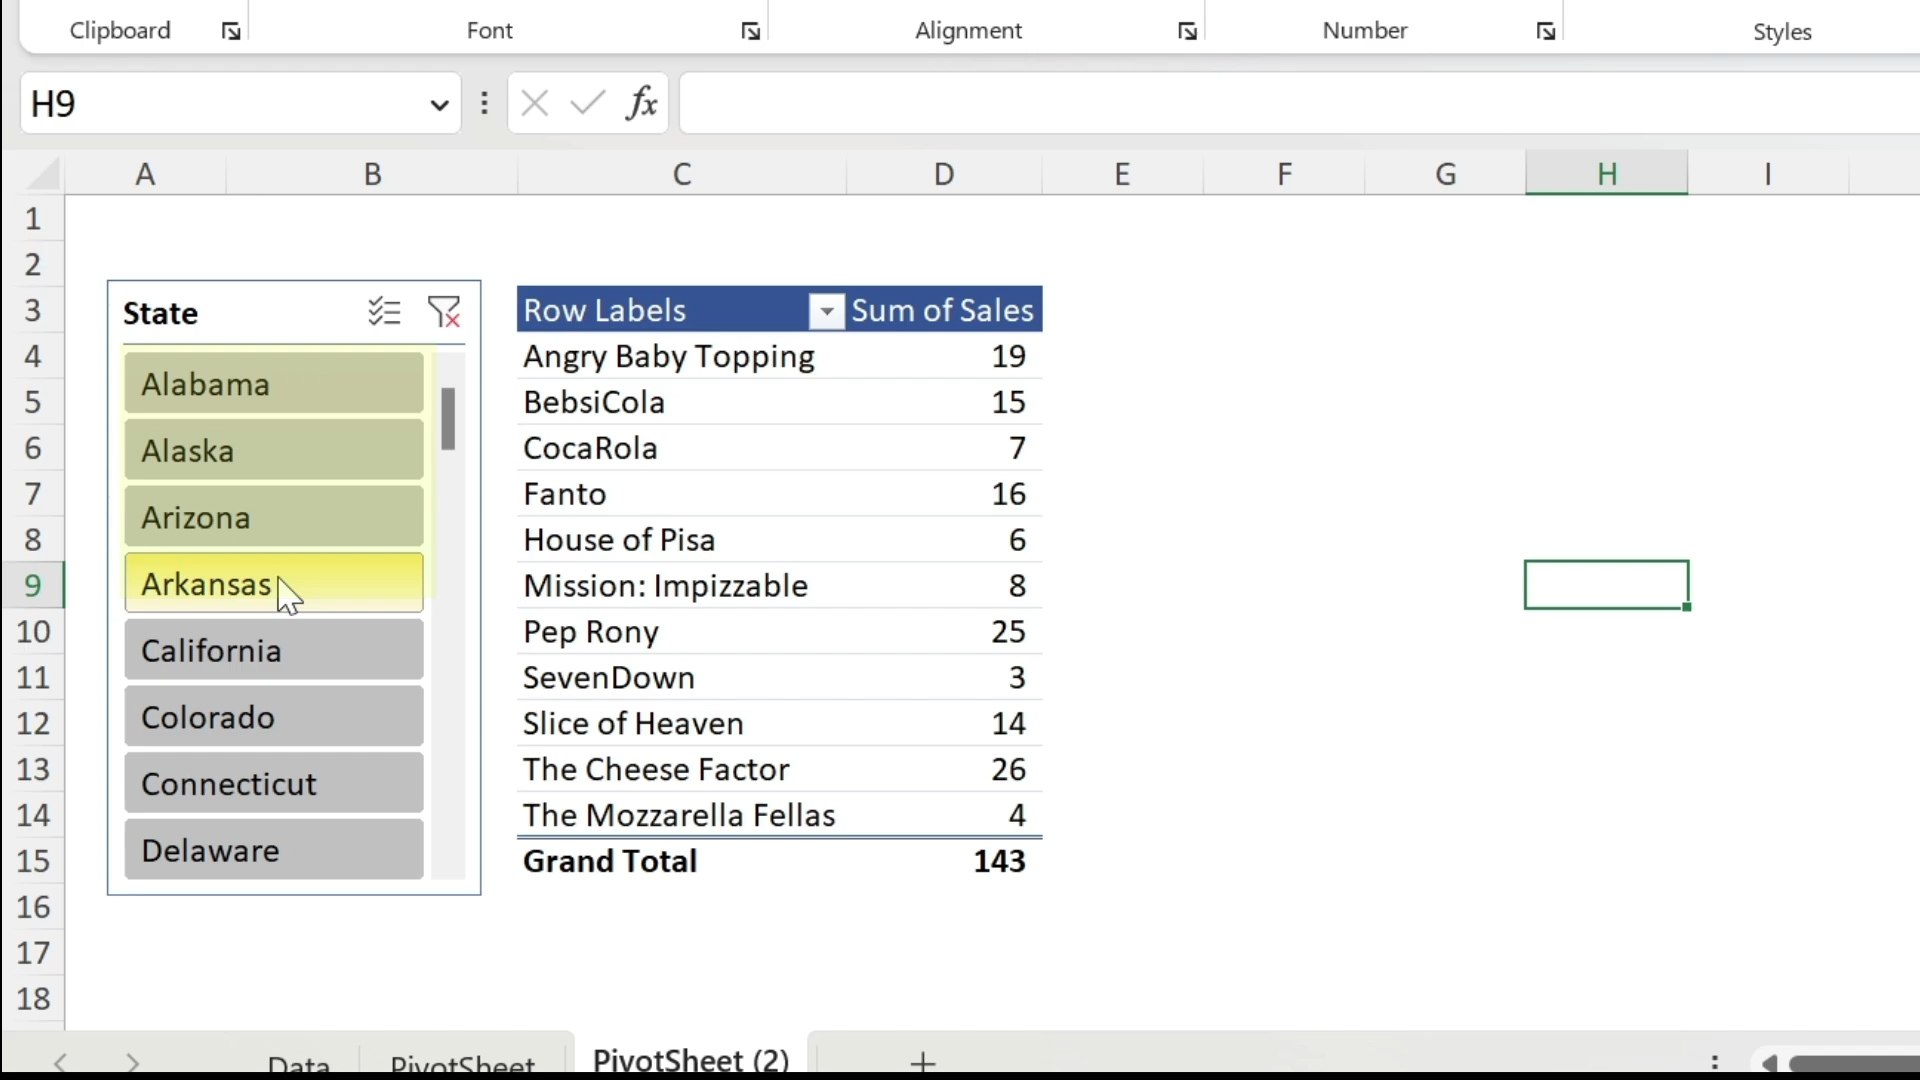 Clipboard Font Alignment Number Styles
H9 fx
A B C D E F G H I
1
2
State
3 Row Labels Sum of Sales
4 Alabama Angry Baby Topping 19
5 BebsiCola 15
6 Alaska CocaRola 7
7 Arizona Fanto 16
8 House of Pisa 6
9 Arkansas Mission: Impizzable 8
10 California Pep Rony 25
11 SevenDown 3
12 Colorado Slice of Heaven 14
13 Connecticut The Cheese Factor 26
14 The Mozzarella Fellas 4
15 Delaware Grand Total 143
16
17
18
Data PivotSheet PivotSheet (2)